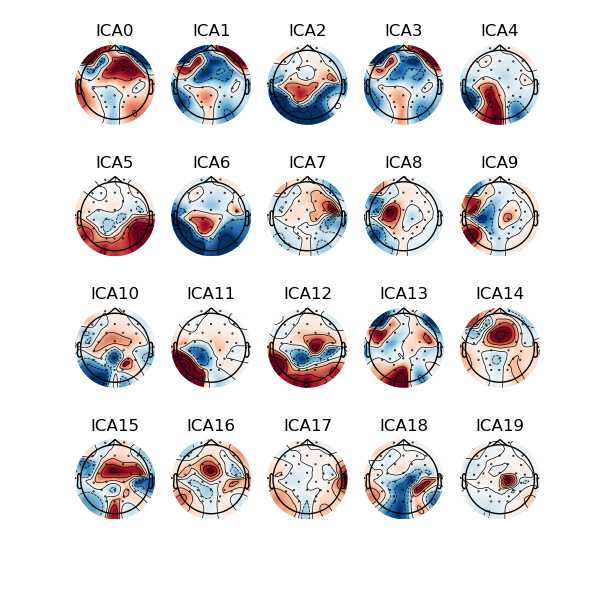 ICA0 ICA1 ICA2 ICA3 ICA4
ICA5 ICA6 ICA7 ICA8 ICA9
ICA10 ICA11 ICA12 ICA13 ICA14
ICA15 ICA16 ICA17 ICA18 ICA19